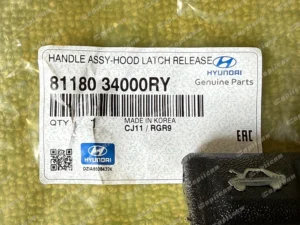 HANDLE ASSY-HOOD LATCH RELEASE
HYUNDAI
Genuine Parts
81180 34000RY
QTY 1 MADE IN KOREA
CJ11 / RGR9
EAC
HYUNDAI